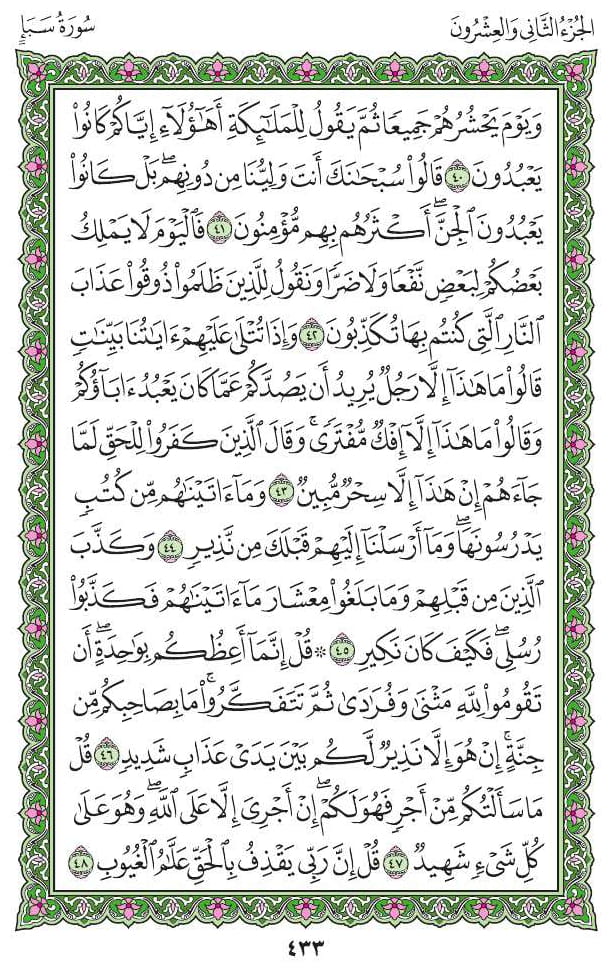 الجزء الثاني والعشرون
سورة سبإ
وَيَوْمَ يَحْشُرُهُمْ جَمِيعًا ثُمَّ يَقُولُ لِلْمَلَٰٓئِكَةِ أَهَٰٓؤُلَآءِ إِيَّاكُمْ كَانُوا۟
يَعْبُدُونَ ٤٠ قَالُوا۟ سُبْحَٰنَكَ أَنتَ وَلِيُّنَا مِن دُونِهِمۖ بَلْ كَانُوا۟
يَعْبُدُونَ ٱلْجِنَّۖ أَكْثَرُهُم بِهِم مُّؤْمِنُونَ ٤١ فَٱلْيَوْمَ لَا يَمْلِكُ
بَعْضُكُمْ لِبَعْضٍ نَّفْعًا وَلَا ضَرًّا وَنَقُولُ لِلَّذِينَ ظَلَمُوا۟ ذُوقُوا۟ عَذَابَ
ٱلنَّارِ ٱلَّتِى كُنتُم بِهَا تُكَذِّبُونَ ٤٢ وَإِذَا تُتْلَىٰ عَلَيْهِمْ ءَايَٰتُنَا بَيِّنَٰتٍ
قَالُوا۟ مَا هَٰذَآ إِلَّا رَجُلٌ يُرِيدُ أَن يَصُدَّكُمْ عَمَّا كَانَ يَعْبُدُ ءَابَآؤُكُمْ
وَقَالُوا۟ مَا هَٰذَآ إِلَّآ إِفْكٌ مُّفْتَرًىۚ وَقَالَ ٱلَّذِينَ كَفَرُوا۟ لِلْحَقِّ لَمَّا
جَآءَهُمْ إِنْ هَٰذَآ إِلَّا سِحْرٌ مُّبِينٌ ٤٣ وَمَآ ءَاتَيْنَٰهُم مِّن كُتُبٍ
يَدْرُسُونَهَاۖ وَمَآ أَرْسَلْنَآ إِلَيْهِمْ قَبْلَكَ مِن نَّذِيرٍ ٤٤ وَكَذَّبَ
ٱلَّذِينَ مِن قَبْلِهِمْ وَمَا بَلَغُوا۟ مِعْشَارَ مَآ ءَاتَيْنَٰهُمْ فَكَذَّبُوا۟
رُسُلِىۖ فَكَيْفَ كَانَ نَكِيرِ ٤٥ ۞ قُلْ إِنَّمَآ أَعِظُكُم بِوَٰحِدَةٍۖ أَن
تَقُومُوا۟ لِلَّهِ مَثْنَىٰ وَفُرَٰدَىٰ ثُمَّ تَتَفَكَّرُوا۟ۚ مَا بِصَاحِبِكُم مِّن
جِنَّةٍۚ إِنْ هُوَ إِلَّا نَذِيرٌ لَّكُم بَيْنَ يَدَىْ عَذَابٍ شَدِيدٍ ٤٦ قُلْ
مَا سَأَلْتُكُم مِّنْ أَجْرٍ فَهُوَ لَكُمْۖ إِنْ أَجْرِىَ إِلَّا عَلَى ٱللَّهِۖ وَهُوَ عَلَىٰ
كُلِّ شَىْءٍ شَهِيدٌ ٤٧ قُلْ إِنَّ رَبِّى يَقْذِفُ بِٱلْحَقِّ عَلَّٰمُ ٱلْغُيُوبِ ٤٨
٤٣٣